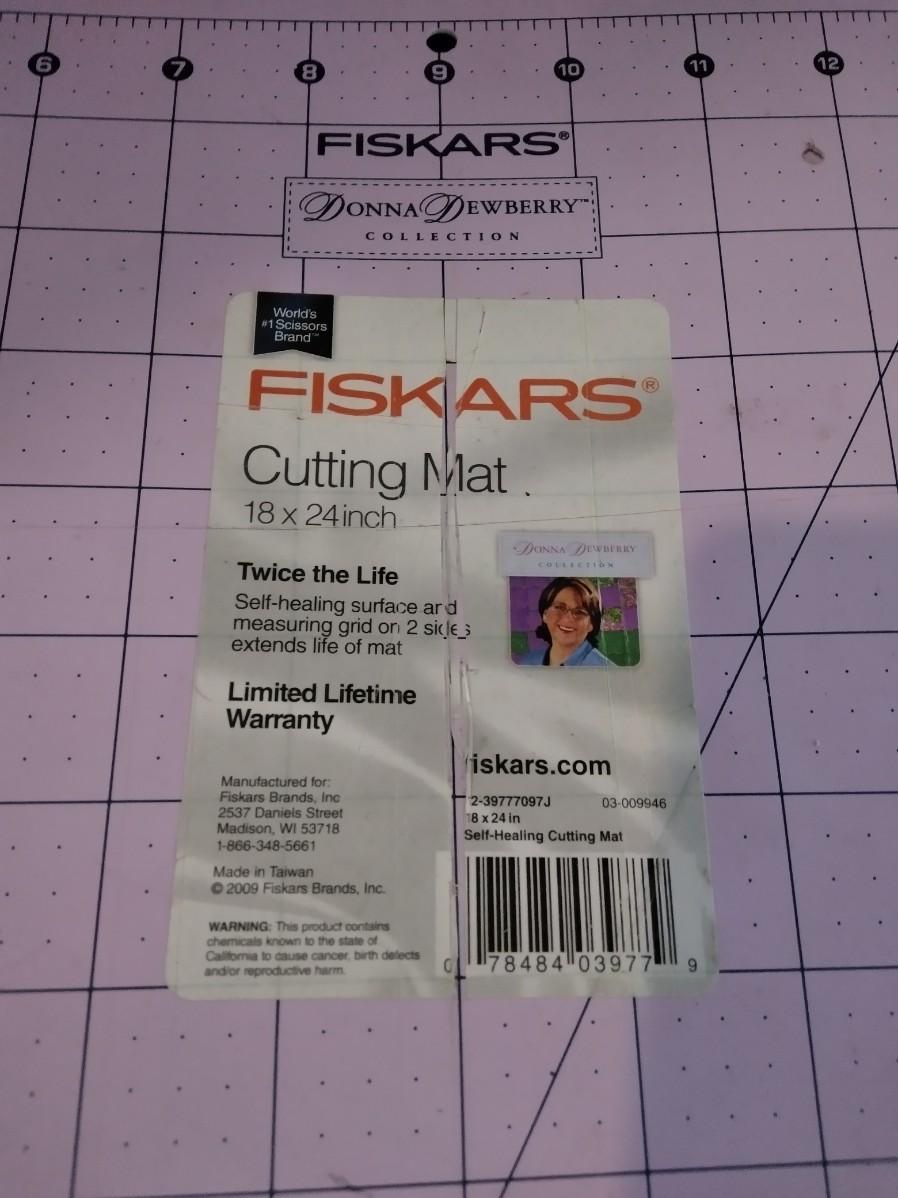 6 7 8 9 10 11 12
FISKARS®
DONNA DEWBERRY™
COLLECTION
World's
#1 Scissors
Brand™
FISKARS®
Cutting Mat
18 x 24 inch
DONNA DEWBERRY
COLLECTION
Twice the Life
Self-healing surface and
measuring grid on 2 sides
extends life of mat
Limited Lifetime
Warranty
fiskars.com
Manufactured for:
Fiskars Brands, Inc
2537 Daniels Street
Madison, WI 53718
1-866-348-5661
Made in Taiwan
© 2009 Fiskars Brands, Inc.
WARNING: This product contains
chemicals known to the state of
California to cause cancer, birth defects
and/or reproductive harm.
12-39777097J 03-009946
18 x 24 in
Self-Healing Cutting Mat
0 78484 03977 9